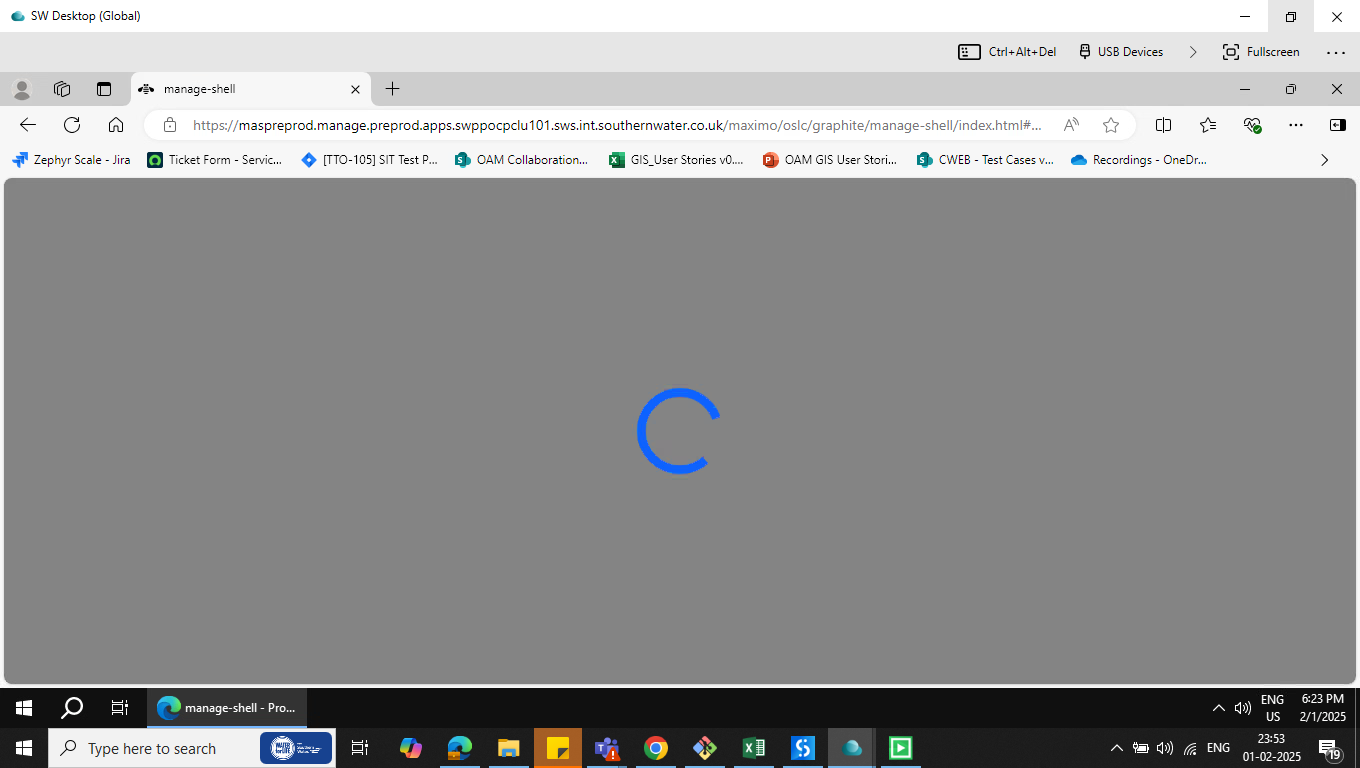 SW Desktop (Global)
Ctrl+Alt+Del USB Devices Fullscreen
manage-shell
https://maspreprod.manage.preprod.apps.swppocpclu101.sws.int.southernwater.co.uk/maximo/oslc/graphite/manage-shell/index.html#...
Zephyr Scale - Jira Ticket Form - Servic... [TTO-105] SIT Test P... OAM Collaboration... GIS_User Stories v0.... OAM GIS User Stori... CWEB - Test Cases v... Recordings - OneDr...
manage-shell - Pro... ENG US 6:23 PM 2/1/2025
Type here to search ENG 23:53 01-02-2025 19